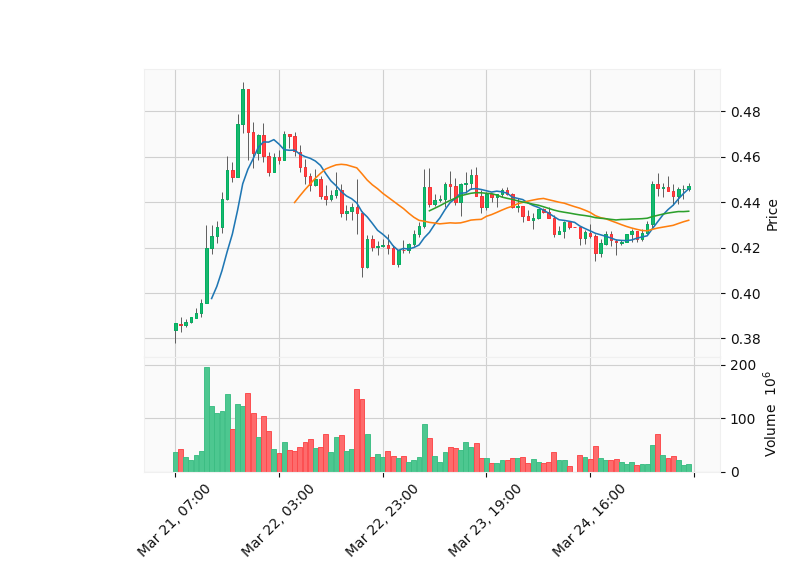 0.48
0.46
0.44
0.42
0.40
0.38
Price
200
100
0
Volume 10^6
Mar 21, 07:00
Mar 22, 03:00
Mar 22, 23:00
Mar 23, 19:00
Mar 24, 16:00